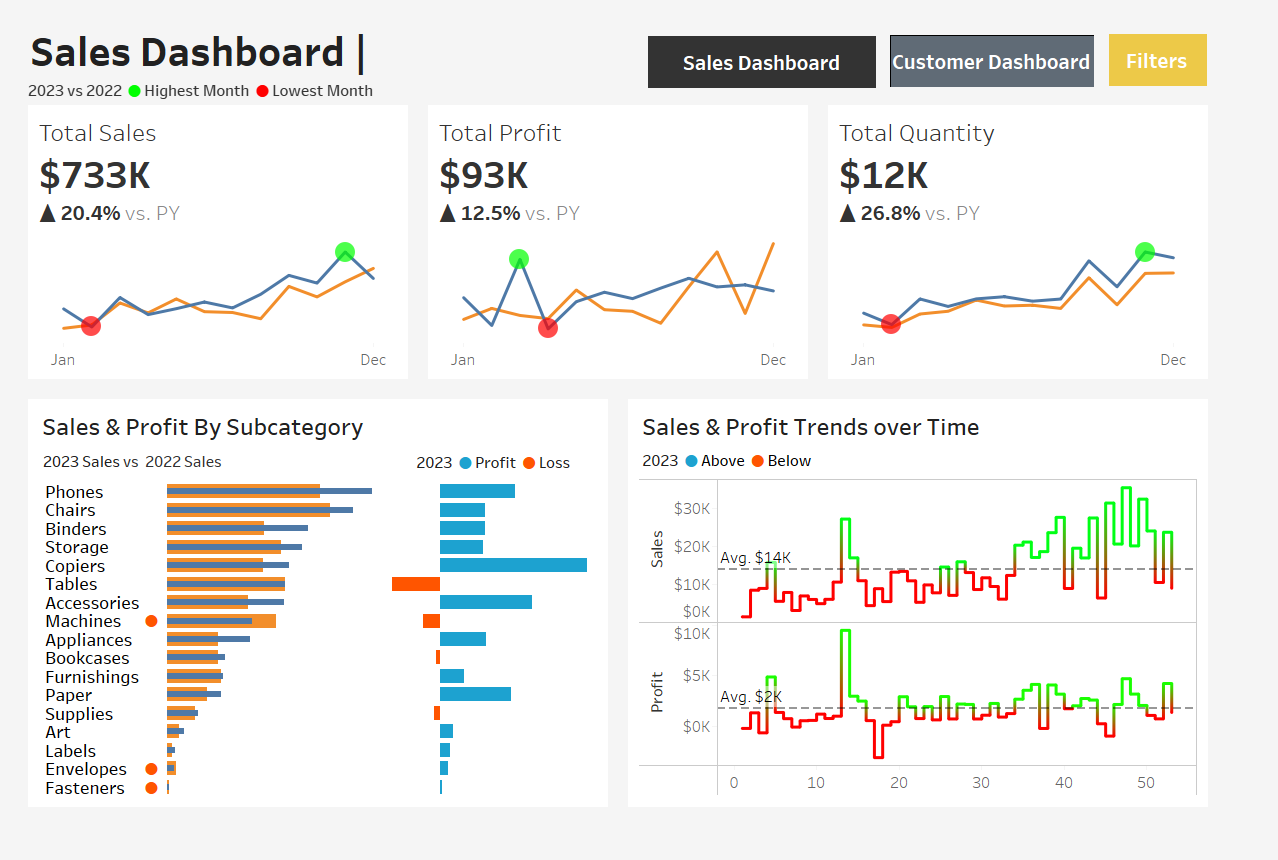 Sales Dashboard |
Sales Dashboard
Customer Dashboard
Filters
2023 vs 2022 Highest Month Lowest Month
Total Sales
$733K
▲ 20.4% vs. PY
Jan Dec
Total Profit
$93K
▲ 12.5% vs. PY
Jan Dec
Total Quantity
$12K
▲ 26.8% vs. PY
Jan Dec
Sales & Profit By Subcategory
2023 Sales vs 2022 Sales
2023 Profit Loss
Phones
Chairs
Binders
Storage
Copiers
Tables
Accessories
Machines
Appliances
Bookcases
Furnishings
Paper
Supplies
Art
Labels
Envelopes
Fasteners
Sales & Profit Trends over Time
2023 Above Below
Sales
$30K
$20K
$10K
$0K
Avg. $14K
Profit
$10K
$5K
$0K
Avg. $2K
0 10 20 30 40 50